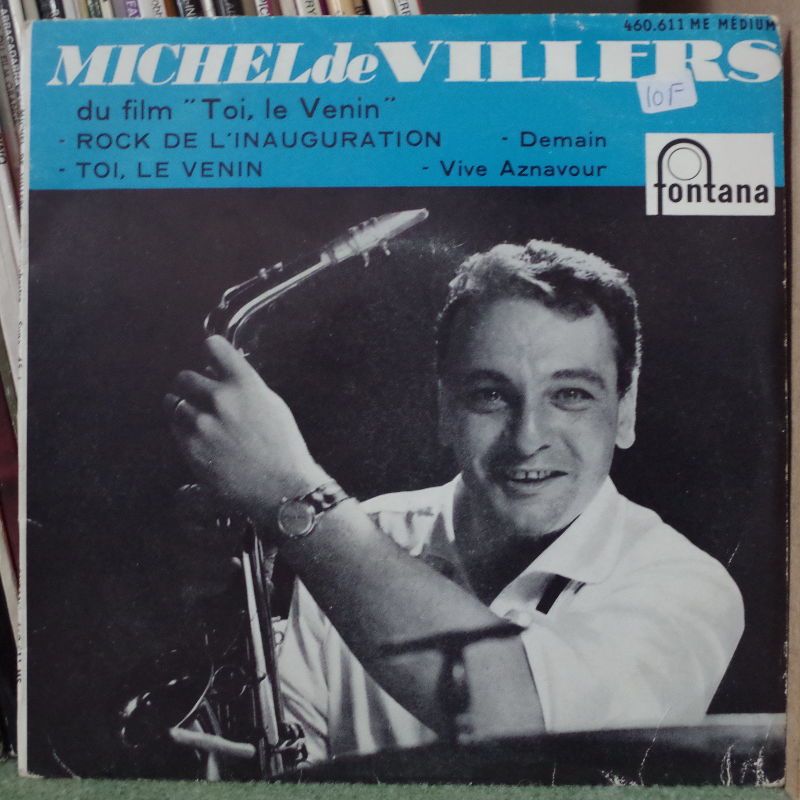 460.611 ME MÉDIUM
MICHEL de VILLERS
10F
du film "Toi, le Venin"
- ROCK DE L'INAUGURATION - Demain
- TOI, LE VENIN - Vive Aznavour
fontana